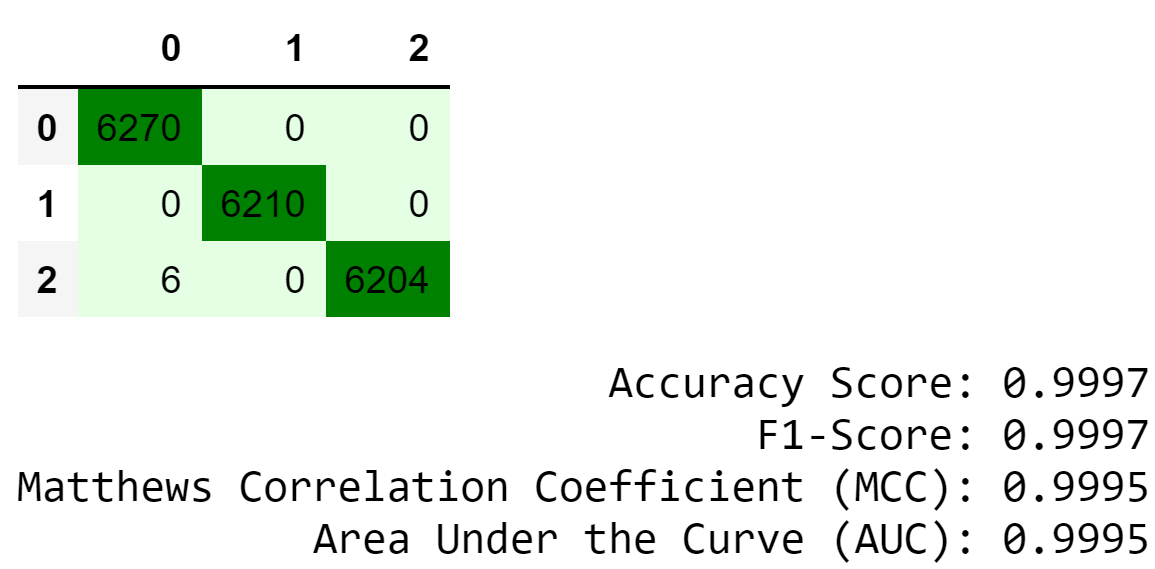 0 1 2
0 6270 0 0
1 0 6210 0
2 6 0 6204
Accuracy Score: 0.9997
F1-Score: 0.9997
Matthews Correlation Coefficient (MCC): 0.9995
Area Under the Curve (AUC): 0.9995